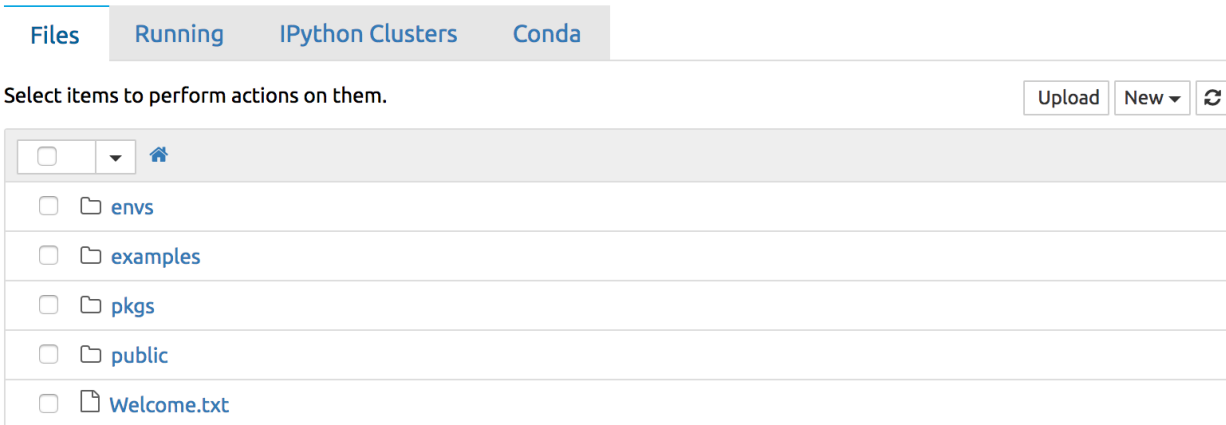 Files Running IPython Clusters Conda
Select items to perform actions on them. Upload New
envs
examples
pkgs
public
Welcome.txt